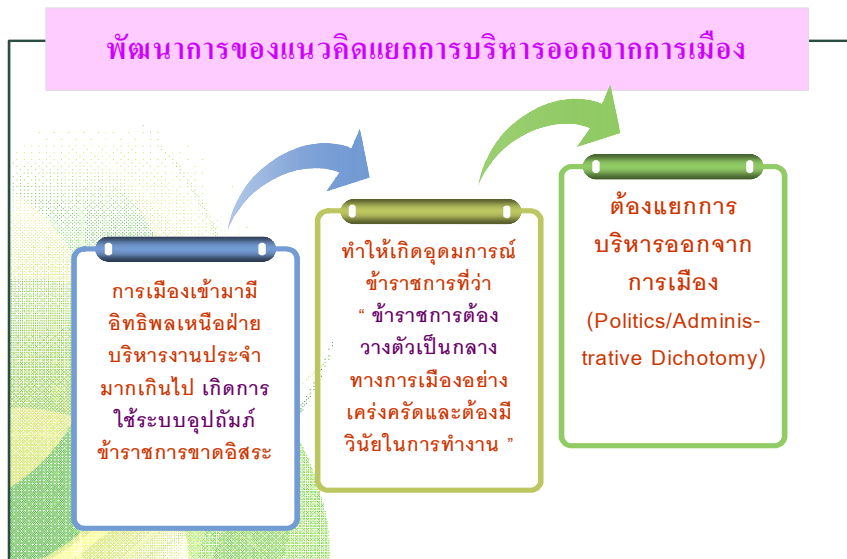 พัฒนาการของแนวคิดแยกการบริหารออกจากการเมือง
การเมืองเข้ามามี
อิทธิพลเหนือฝ่าย
บริหารงานประจำ
มากเกินไป เกิดการ
ใช้ระบบอุปถัมภ์
ข้าราชการขาดอิสระ
ทำให้เกิดอุดมการณ์
ข้าราชการที่ว่า
“ ข้าราชการต้อง
วางตัวเป็นกลาง
ทางการเมืองอย่าง
เคร่งครัดและต้องมี
วินัยในการทำงาน ”
ต้องแยกการ
บริหารออกจาก
การเมือง
(Politics/Adminis-
trative Dichotomy)